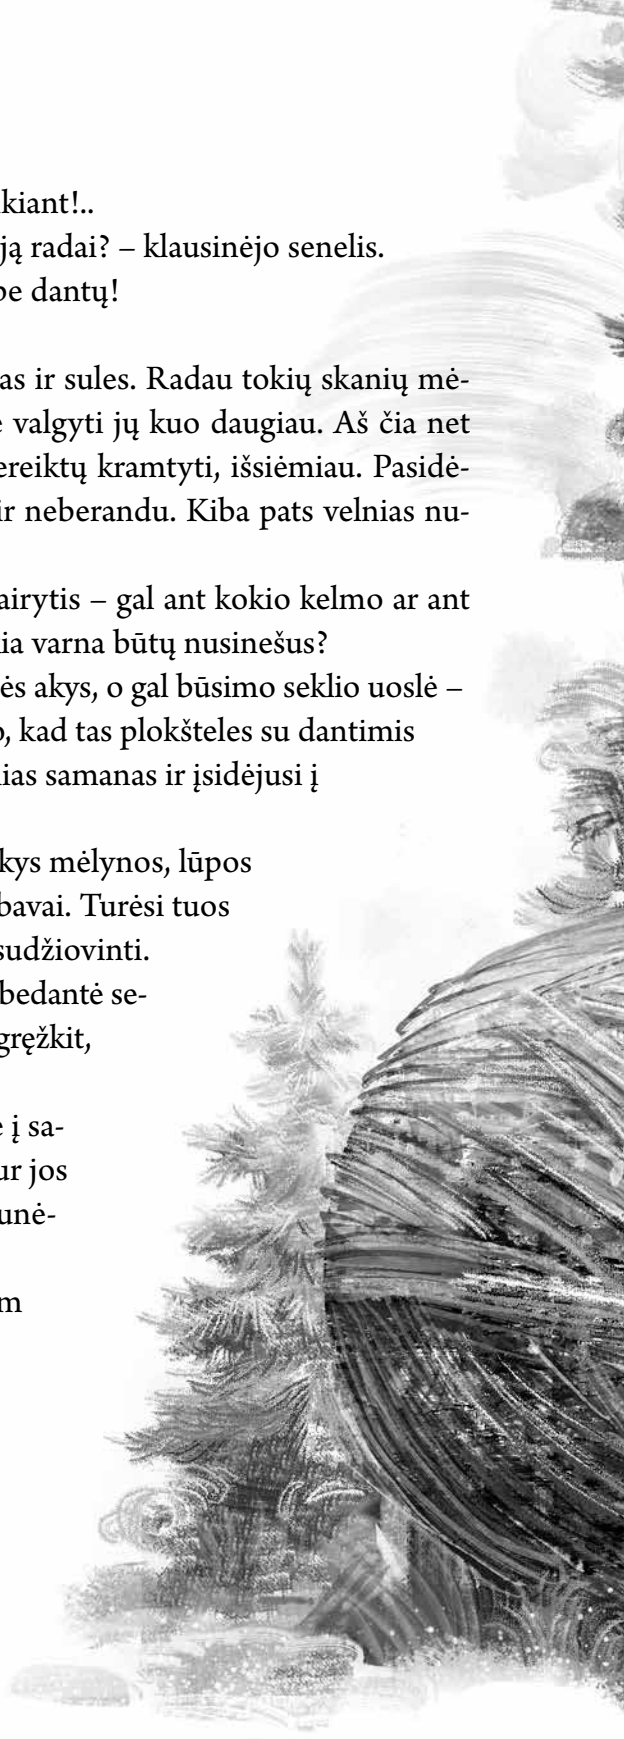 kiant!..
ją radai? – klausinėjo senelis.
be dantų!
as ir sules. Radau tokių skanių mė-
e valgyti jų kuo daugiau. Aš čia net
ereiktų kramtyti, išsiėmiau. Pasidė-
ir neberandu. Kiba pats velnias nu-
airytis – gal ant kokio kelmo ar ant
ia varna būtų nusinešus?
ės akys, o gal būsimo seklio uoslė –
o, kad tas plokšteles su dantimis
nias samanas ir įsidėjusi į
kys mėlynos, lūpos
bavai. Turėsi tuos
sudžiovinti.
bedantė se-
gręžkit,
e į sa-
ur jos
unė-
m